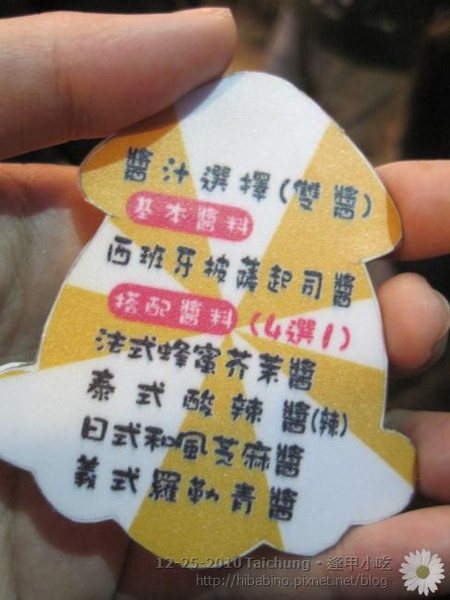 醬汁選擇(雙醬)
基本醬料
西班牙披薩起司醬
搭配醬料(4選1)
法式蜂蜜芥茉醬
泰式酸辣醬(辣)
日式和風芝麻醬
義式羅勒青醬
12-25-2010 Taichung - 逢甲小吃
http://hibabino.pixnet.net/blog